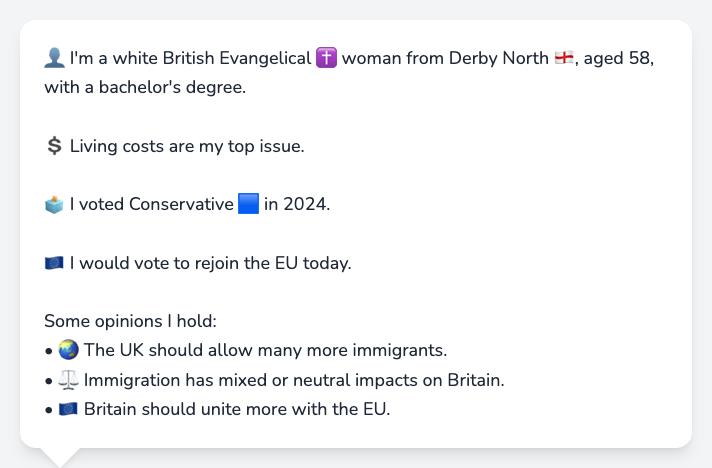 👤 I'm a white British Evangelical ✝️ woman from Derby North 🏴󠁧󠁢󠁥󠁮󠁧󠁿, aged 58,
with a bachelor's degree.
💲 Living costs are my top issue.
🗳️ I voted Conservative 🟦 in 2024.
🇪🇺 I would vote to rejoin the EU today.
Some opinions I hold:
• 🌏 The UK should allow many more immigrants.
• ⚖️ Immigration has mixed or neutral impacts on Britain.
• 🇪🇺 Britain should unite more with the EU.